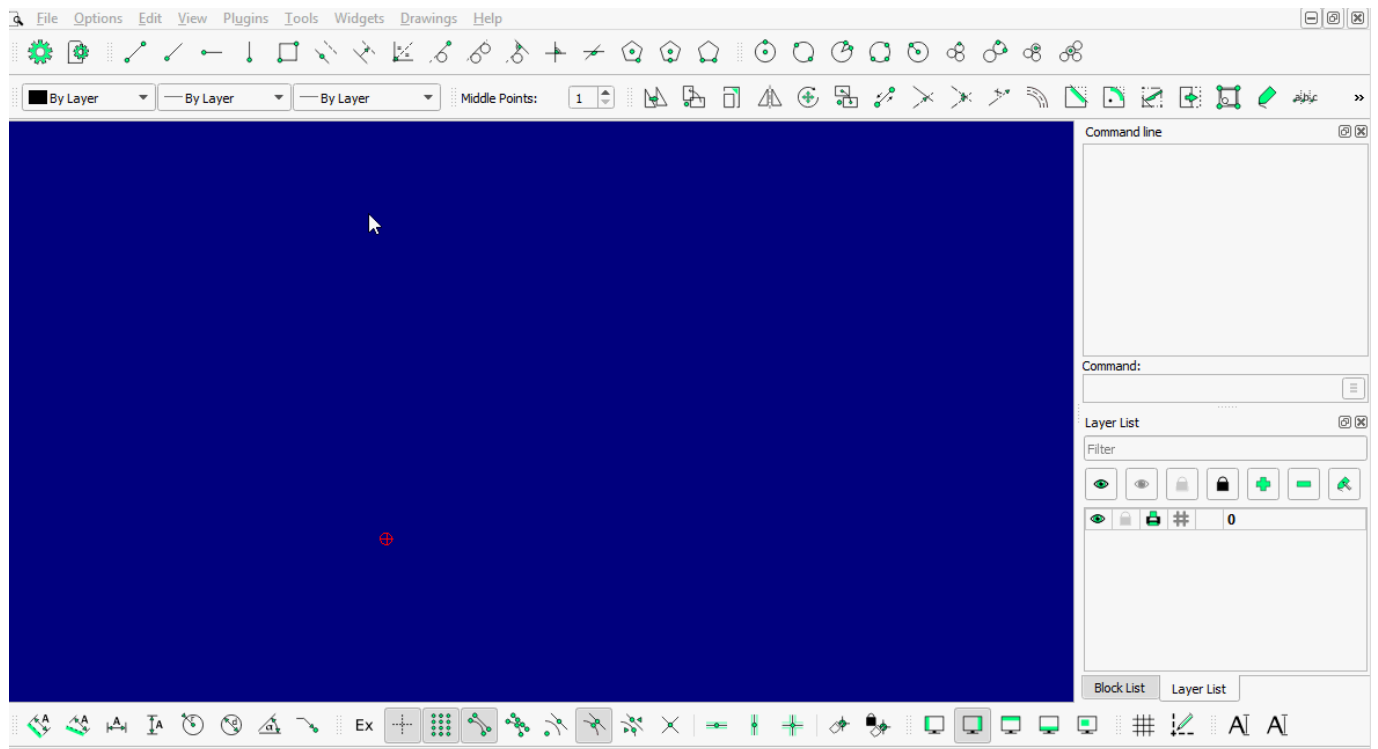 File Options Edit View Plugins Tools Widgets Drawings Help
By Layer By Layer By Layer Middle Points: 1 abc »
Command line
Command:
Layer List
Filter
0
Block List Layer List
Ex A] A]